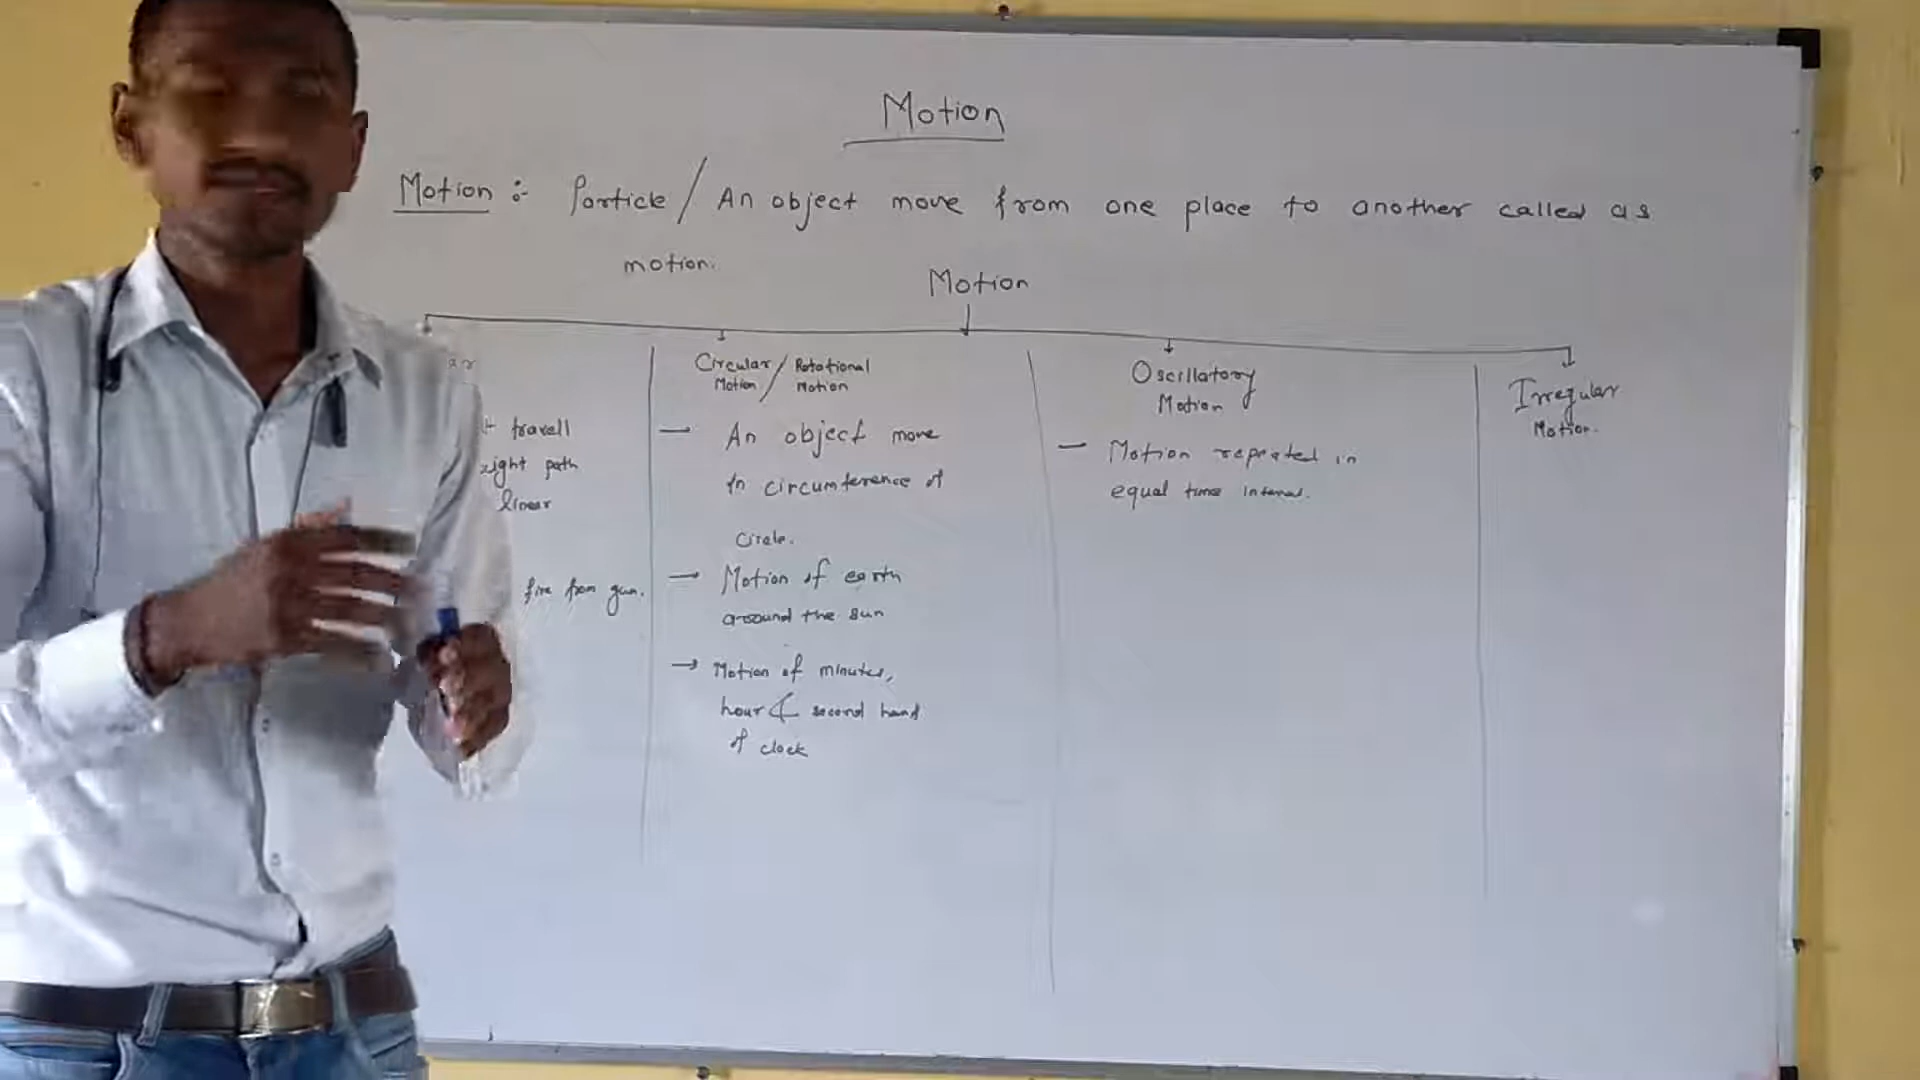 Motion
Motion :- Particle / An object move from one place to another called as
motion.
Motion
ar
t travell
ight path
linear
fire from gun.
Circular / Rotational
Motion / Motion
— An object move
in circumference of
circle.
→ Motion of earth
around the sun
→ Motion of minutes,
hour & second hand
of clock
Oscillatory
Motion
— Motion repeated in
equal time interval.
Irregular
Motion.